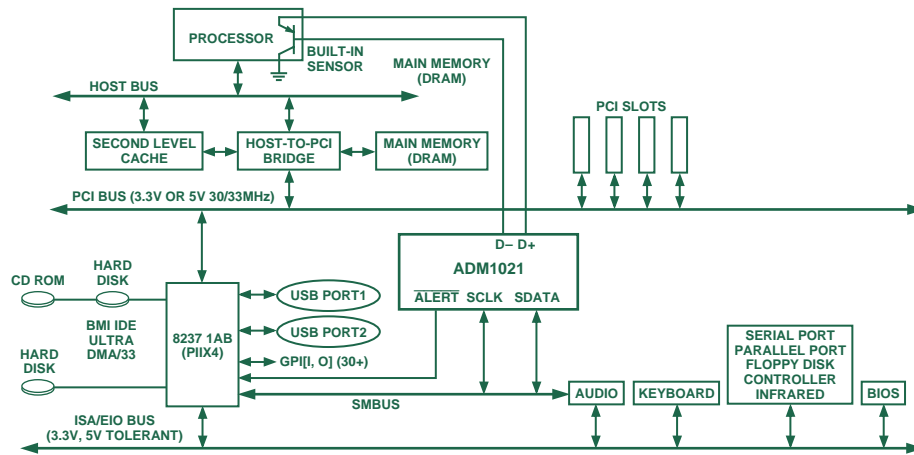 PROCESSOR
BUILT-IN
SENSOR
MAIN MEMORY
(DRAM)
HOST BUS
PCI SLOTS
SECOND LEVEL
CACHE
HOST-TO-PCI
BRIDGE
MAIN MEMORY
(DRAM)
PCI BUS (3.3V OR 5V 30/33MHz)
D– D+
ADM1021
ALERT SCLK SDATA
CD ROM
HARD
DISK
BMI IDE
ULTRA
DMA/33
HARD
DISK
8237 1AB
(PIIX4)
USB PORT1
USB PORT2
GPI[I, O] (30+)
SMBUS
AUDIO
KEYBOARD
SERIAL PORT
PARALLEL PORT
FLOPPY DISK
CONTROLLER
INFRARED
BIOS
ISA/EIO BUS
(3.3V, 5V TOLERANT)